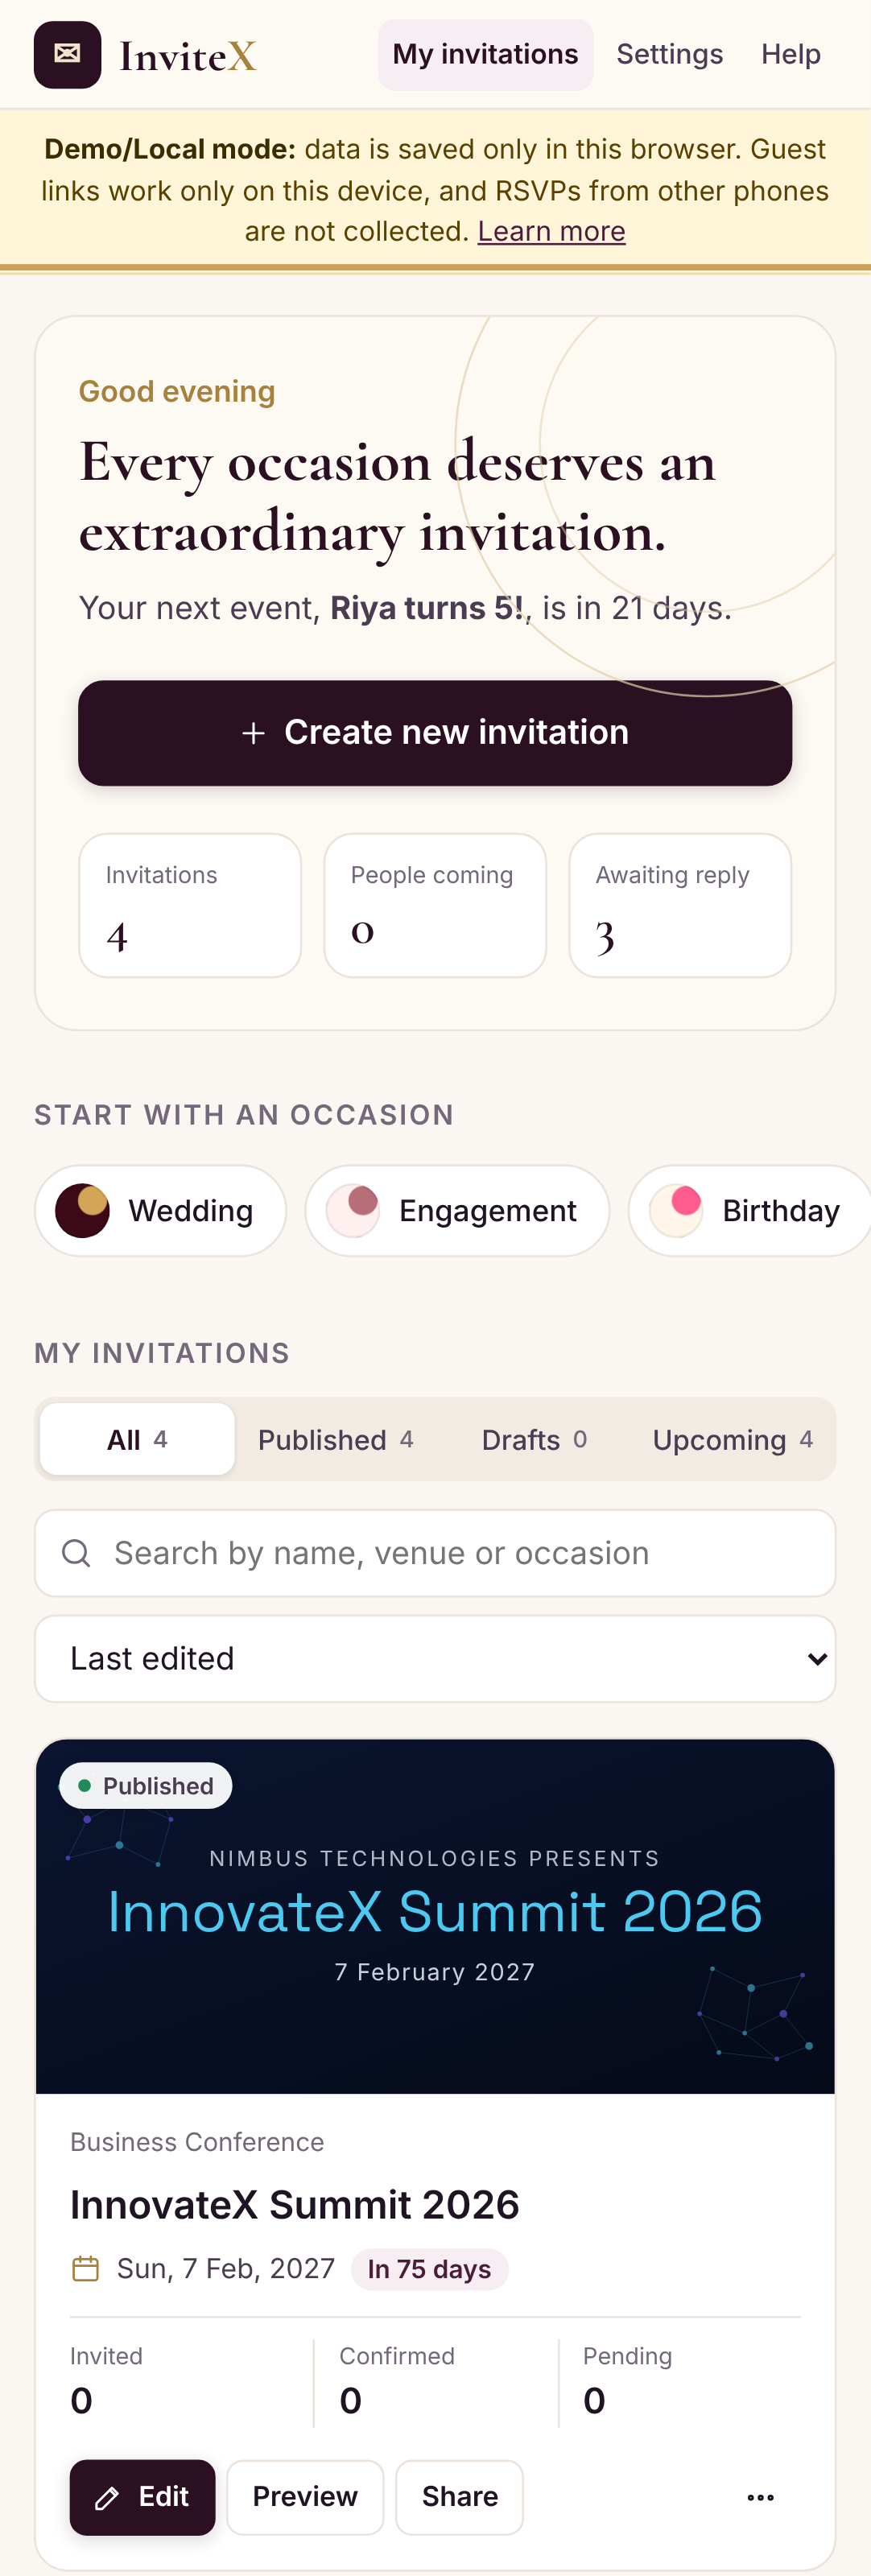 InviteX
My invitations
Settings
Help
Demo/Local mode: data is saved only in this browser. Guest
links work only on this device, and RSVPs from other phones
are not collected. Learn more
Good evening
Every occasion deserves an
extraordinary invitation.
Your next event, Riya turns 5!, is in 21 days.
+ Create new invitation
Invitations
4
People coming
0
Awaiting reply
3
START WITH AN OCCASION
Wedding
Engagement
Birthday
MY INVITATIONS
All 4
Published 4
Drafts 0
Upcoming 4
Search by name, venue or occasion
Last edited
Published
NIMBUS TECHNOLOGIES PRESENTS
InnovateX Summit 2026
7 February 2027
Business Conference
InnovateX Summit 2026
Sun, 7 Feb, 2027 In 75 days
Invited
0
Confirmed
0
Pending
0
Edit
Preview
Share